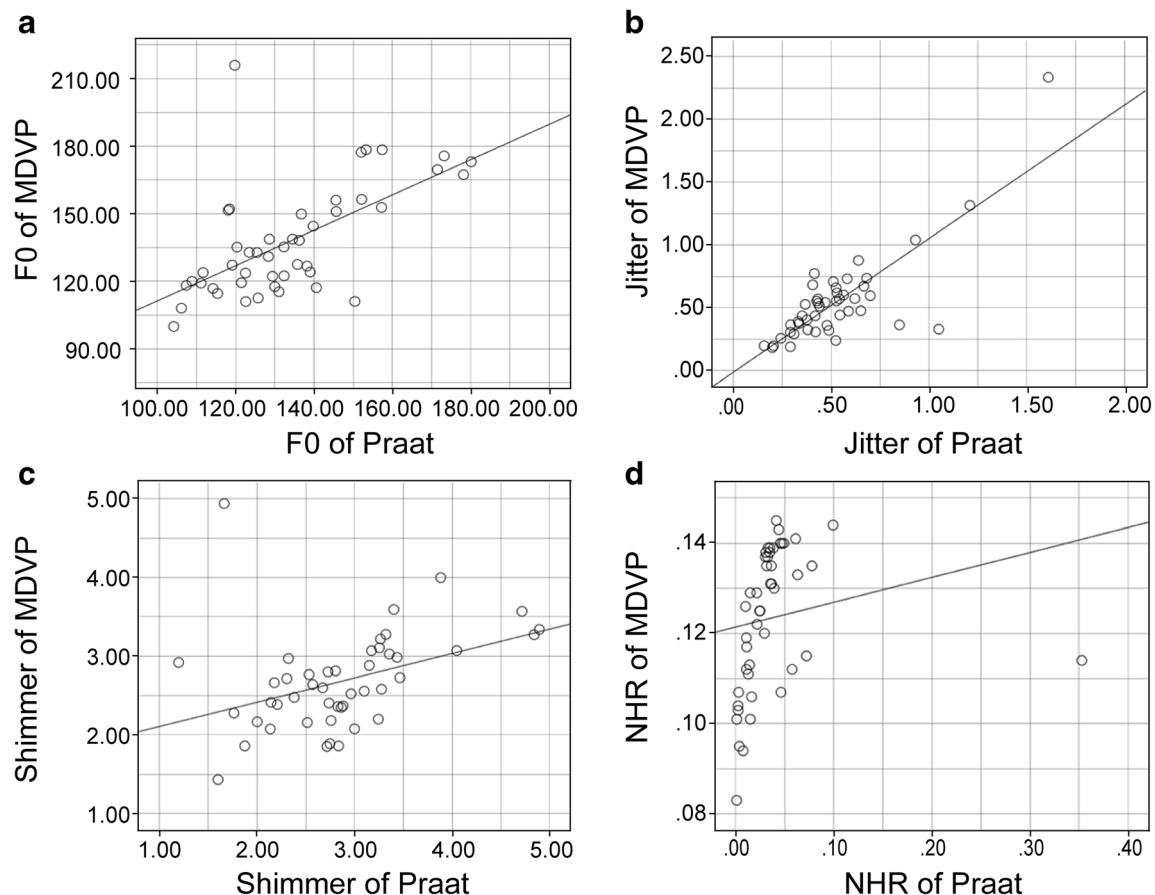 a
F0 of MDVP
210.00
180.00
150.00
120.00
90.00
100.00 120.00 140.00 160.00 180.00 200.00
F0 of Praat
b
Jitter of MDVP
2.50
2.00
1.50
1.00
.50
.00
.00 .50 1.00 1.50 2.00
Jitter of Praat
c
Shimmer of MDVP
5.00
4.00
3.00
2.00
1.00
1.00 2.00 3.00 4.00 5.00
Shimmer of Praat
d
NHR of MDVP
.14
.12
.10
.08
.00 .10 .20 .30 .40
NHR of Praat